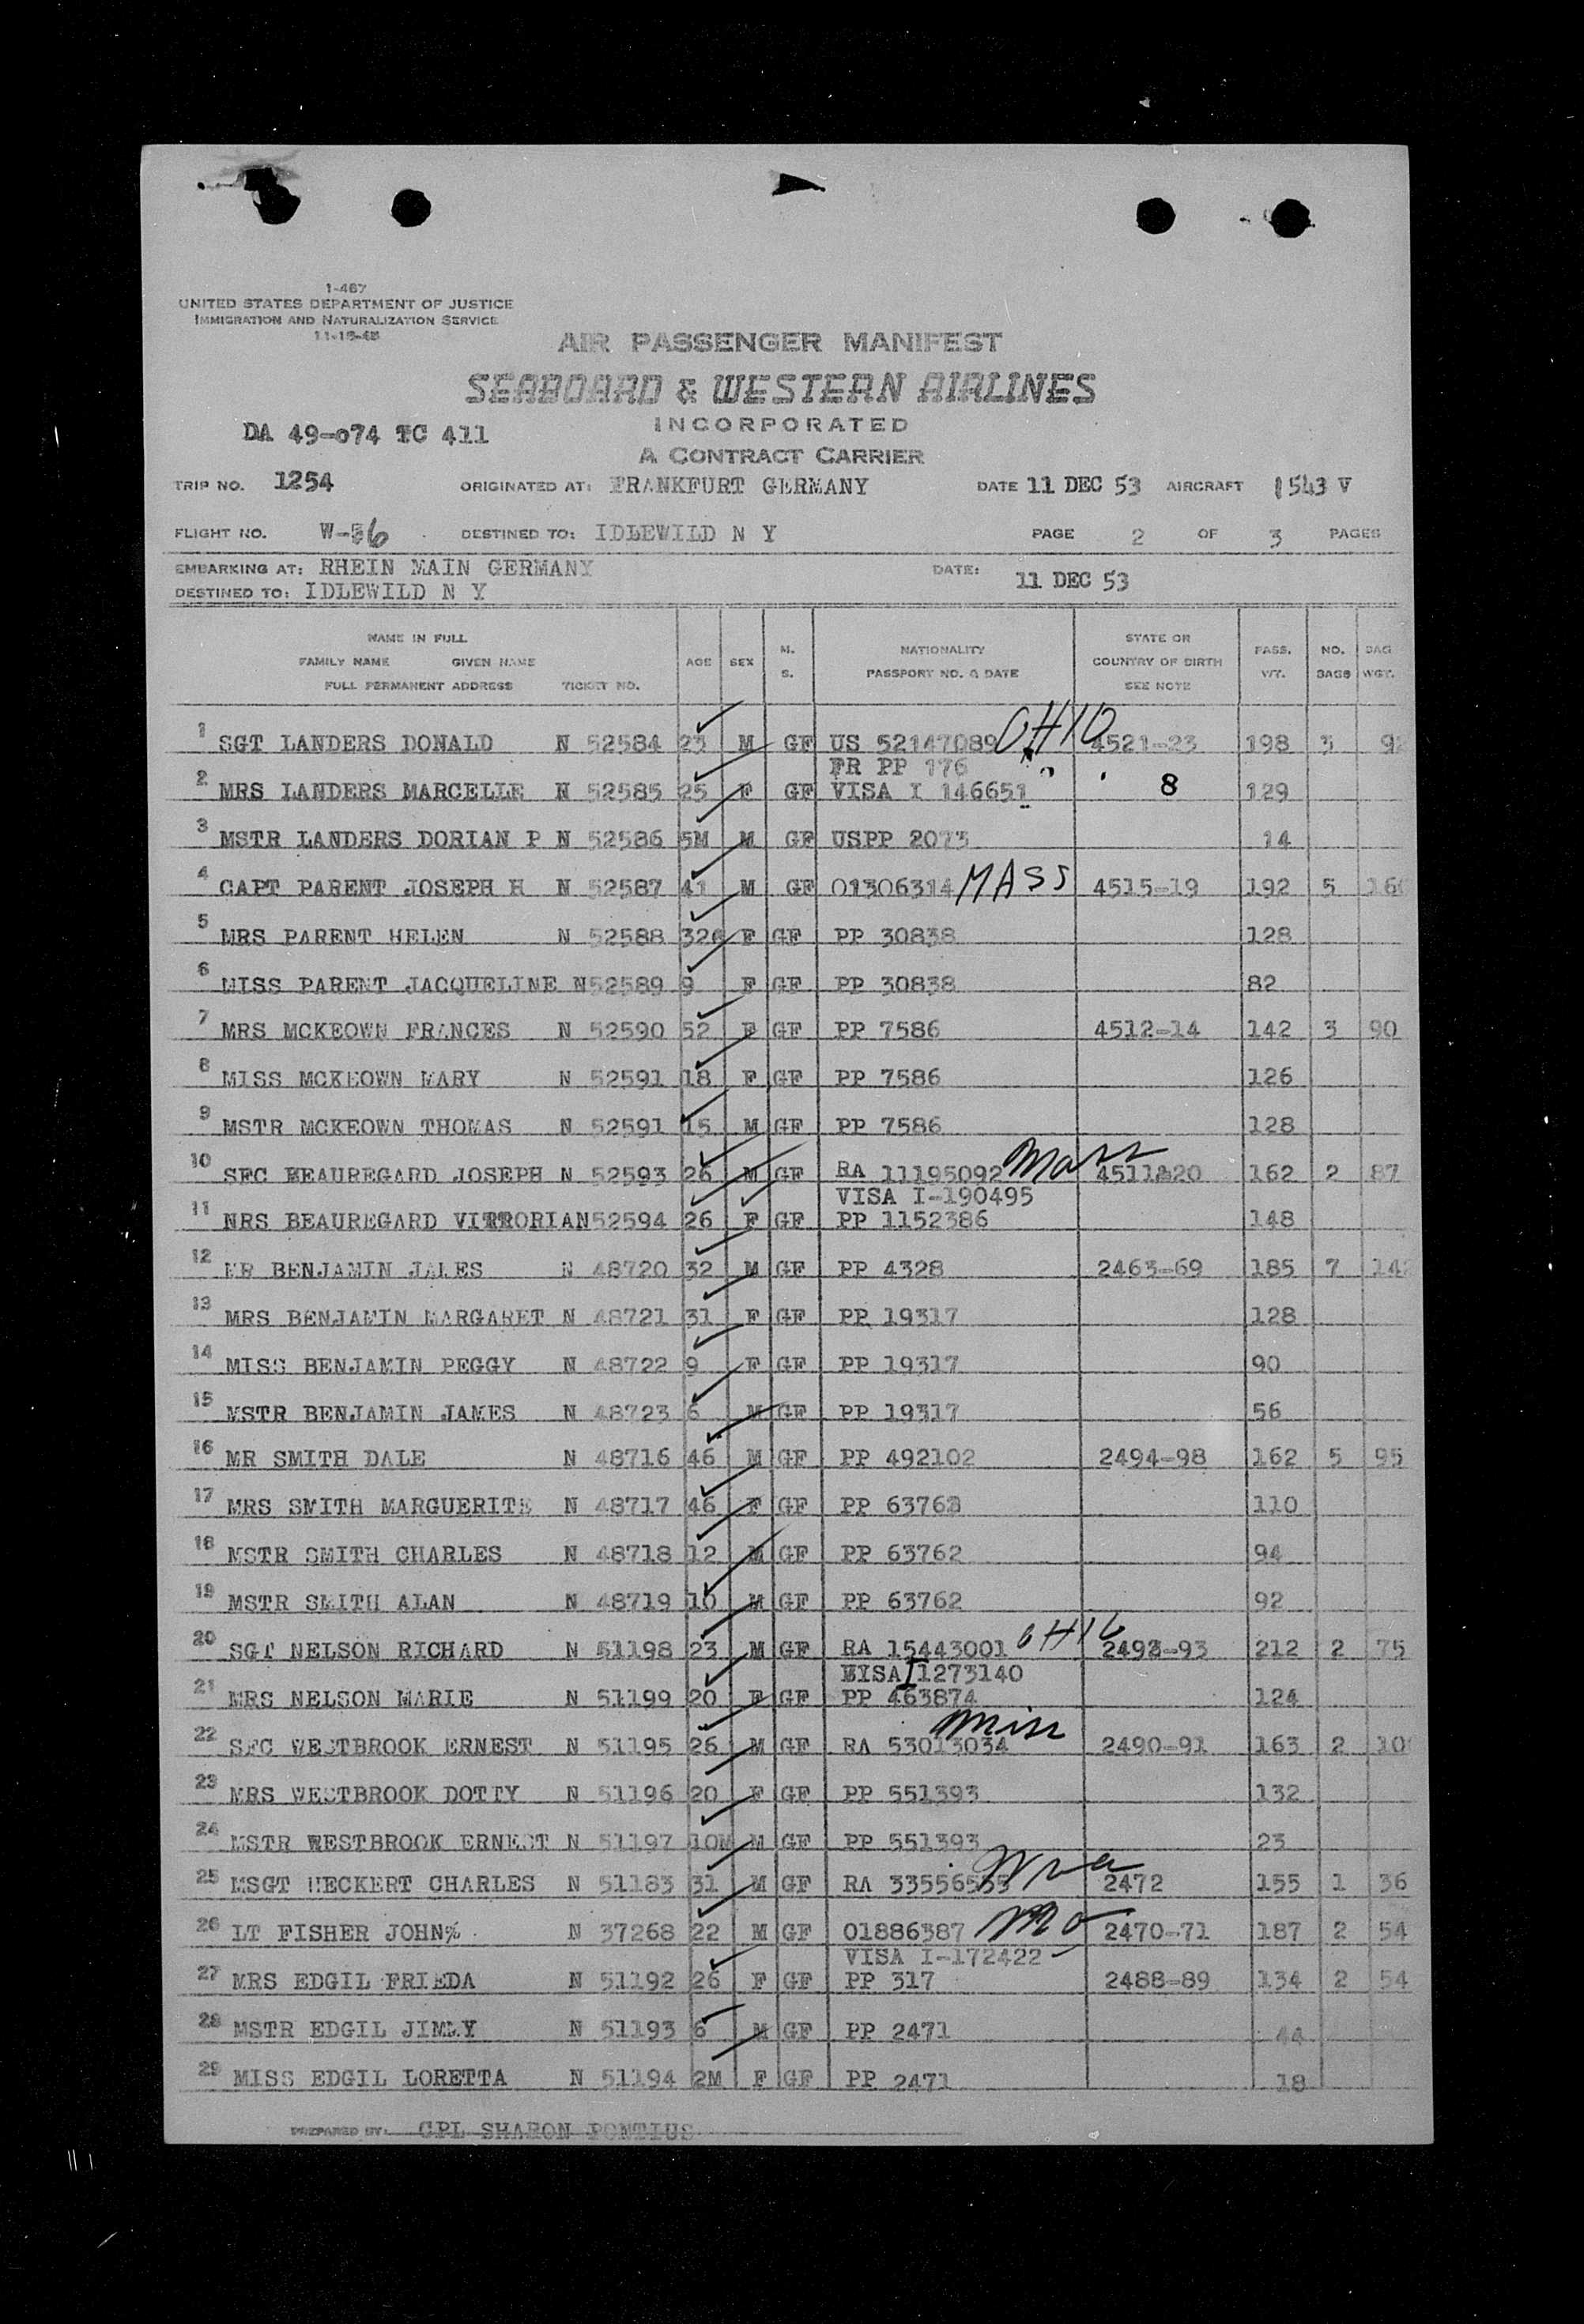 1-467
UNITED STATES DEPARTMENT OF JUSTICE
IMMIGRATION AND NATURALIZATION SERVICE
11-15-48
AIR PASSENGER MANIFEST
SEABOARD & WESTERN AIRLINES
INCORPORATED
A CONTRACT CARRIER
DA 49-074 TC 411
TRIP NO. 1254 ORIGINATED AT: FRANKFURT GERMANY DATE 11 DEC 53 AIRCRAFT 1543 V
FLIGHT NO. W-56 DESTINED TO: IDLEWILD N Y PAGE 2 OF 3 PAGES
EMBARKING AT: RHEIN MAIN GERMANY DATE: 11 DEC 53
DESTINED TO: IDLEWILD N Y
NAME IN FULL
FAMILY NAME GIVEN NAME
FULL PERMANENT ADDRESS TICKET NO. AGE SEX M. S. NATIONALITY PASSPORT NO. & DATE STATE OR COUNTRY OF BIRTH SEE NOTE PASS. WT. NO. BAGS BAG WGT.
1 SGT LANDERS DONALD N 52584 23 M GF US 52147089 OHIO 4521-23 198 3
FR PP 176
2 MRS LANDERS MARCELLE N 52585 25 F GF VISA I 146651 8 129
3 MSTR LANDERS DORIAN P N 52586 5M M GF USPP 2073 14
4 CAPT PARENT JOSEPH H N 52587 41 M GF 01306314 MASS 4515-19 192 5
5 MRS PARENT HELEN N 52588 32 F GF PP 30838 128
6 MISS PARENT JACQUELINE N52589 9 F GF PP 30838 82
7 MRS MCKEOWN FRANCES N 52590 52 F GF PP 7586 4512-14 142 3 90
8 MISS MCKEOWN MARY N 52591 18 F GF PP 7586 126
9 MSTR MCKEOWN THOMAS N 52591 15 M GF PP 7586 128
10 SFC BEAUREGARD JOSEPH N 52593 26 M GF RA 11195092 Mass 162 2 87
VISA I-190495
11 MRS BEAUREGARD VITTORIAN52594 26 F GF PP 1152386 148
12 MR BENJAMIN JAMES N 48720 32 M GF PP 4328 2463-69 185 7
13 MRS BENJAMIN MARGARET N 48721 31 F GF PP 19317 128
14 MISS BENJAMIN PEGGY N 48722 9 F GF PP 19317 90
15 MSTR BENJAMIN JAMES N 48723 6 M GF PP 19317 56
16 MR SMITH DALE N 48716 46 M GF PP 492102 2494-98 162 5 95
17 MRS SMITH MARGUERITE N 48717 46 F GF PP 63762 110
18 MSTR SMITH CHARLES N 48718 12 M GF PP 63762 94
19 MSTR SMITH ALAN N 48719 10 M GF PP 63762 92
20 SGT NELSON RICHARD N 51198 23 M GF RA 15443001 OHIO 2492-93 212 2 75
VISA I1273140
21 MRS NELSON MARIE N 51199 20 F GF PP 463874 124
22 SFC WESTBROOK ERNEST N 51195 26 M GF RA 53013034 Miss 2490-91 163 2
23 MRS WESTBROOK DOTTY N 51196 20 F GF PP 551393 132
24 MSTR WESTBROOK ERNEST N 51197 10M M GF PP 551393 23
25 MSGT HECKERT CHARLES N 51183 31 M GF RA 2472 155 1 36
26 LT FISHER JOHN% N 37268 22 M GF 01886387 Mo 2470-71 187 2 54
VISA I-172422
27 MRS EDGIL FRIEDA N 51192 26 F GF PP 317 2488-89 134 2 54
28 MSTR EDGIL JIMMY N 51193 6 M GF PP 2471 44
29 MISS EDGIL LORETTA N 51194 2M F GF PP 2471 18
PREPARED BY: CPL SHARON PONTIUS